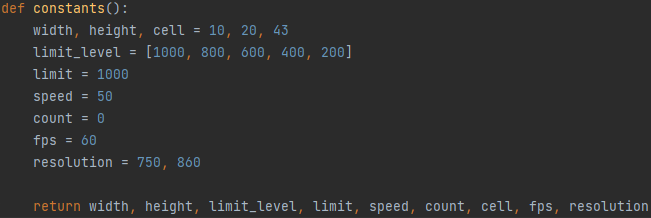 def constants():
    width, height, cell = 10, 20, 43
    limit_level = [1000, 800, 600, 400, 200]
    limit = 1000
    speed = 50
    count = 0
    fps = 60
    resolution = 750, 860

    return width, height, limit_level, limit, speed, count, cell, fps, resolution